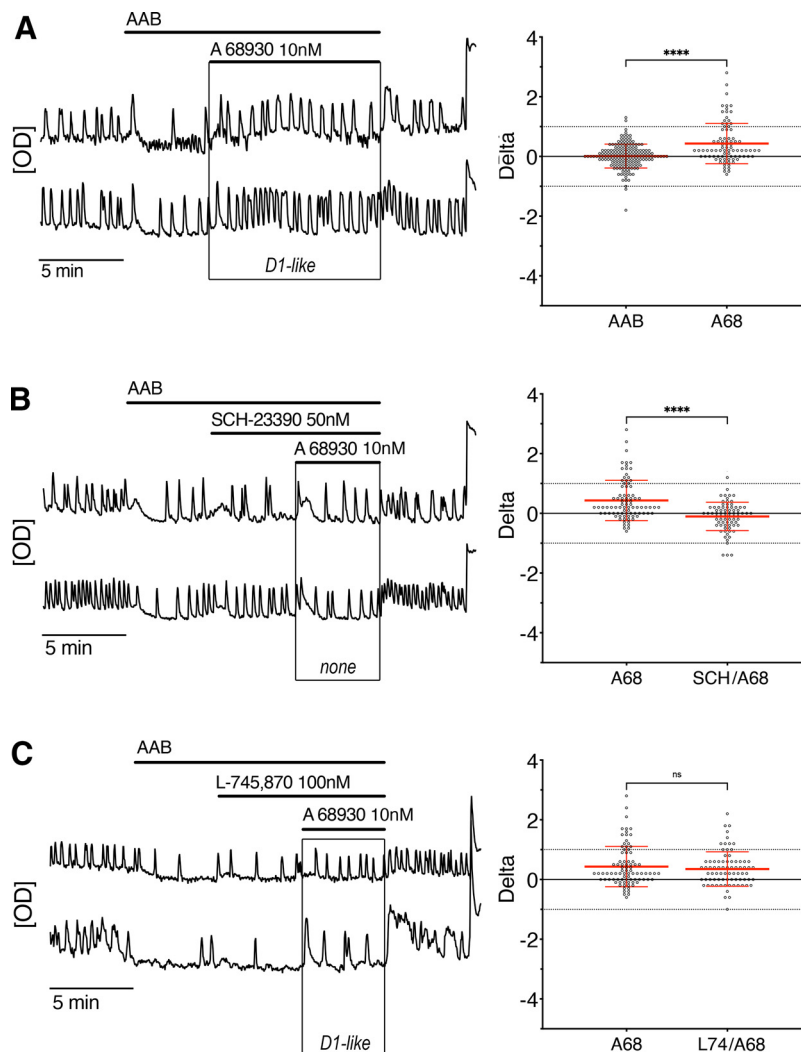 A
AAB
A 68930 10nM
[OD]
5 min
D1-like
4
2
0
-2
-4
Delta
****
AAB
A68
B
AAB
SCH-23390 50nM
A 68930 10nM
5 min
none
4
2
0
-2
-4
Delta
****
A68
SCH/A68
C
AAB
L-745,870 100nM
A 68930 10nM
[OD]
5 min
D1-like
4
2
0
-2
-4
Delta
ns
A68
L74/A68